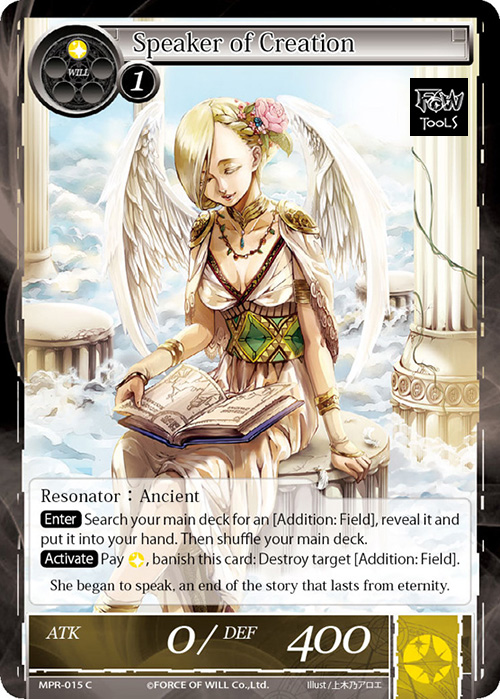 Speaker of Creation
WILL
1
FOW
TOOLS
Resonator : Ancient
Enter Search your main deck for an [Addition: Field], reveal it and
put it into your hand. Then shuffle your main deck.
Activate Pay , banish this card: Destroy target [Addition: Field].
She began to speak, an end of the story that lasts from eternity.
ATK 0 / DEF 400
MPR-015 C ©FORCE OF WILL Co.,Ltd. Illust / 上木乃アロエ